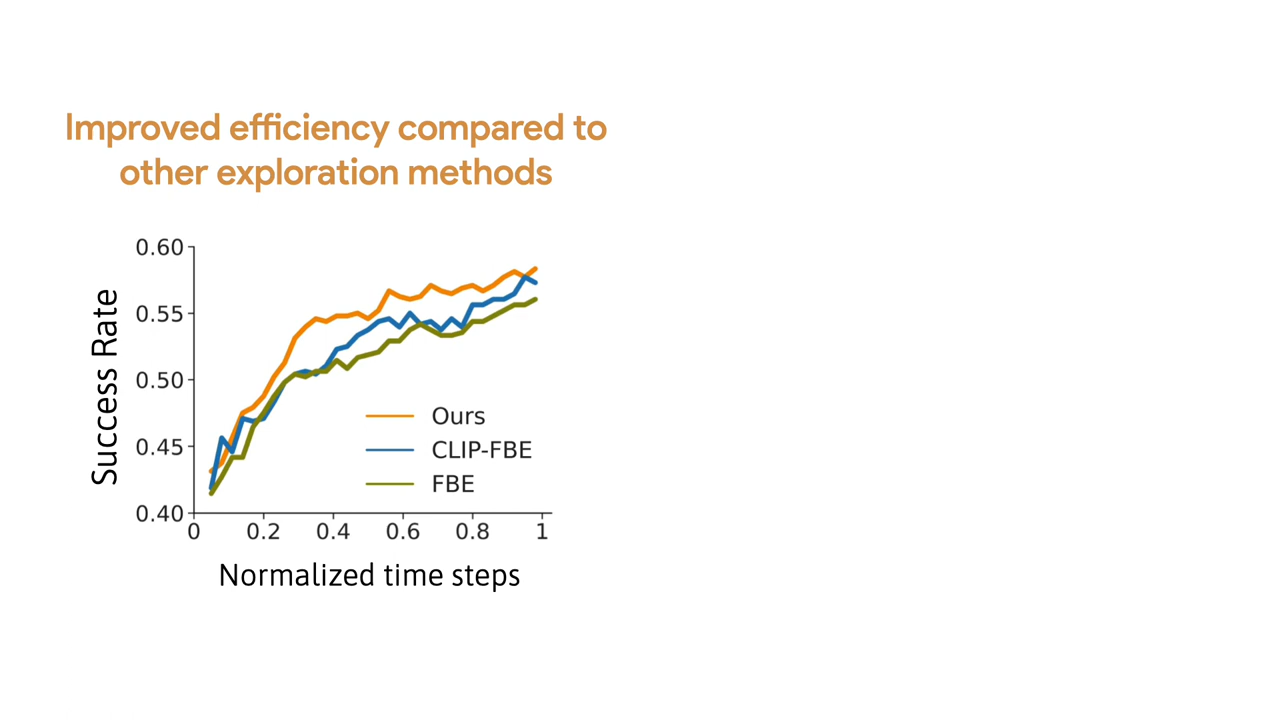 Improved efficiency compared to
other exploration methods
0.60
0.55
0.50
0.45
0.40
Success Rate
Ours
CLIP-FBE
FBE
0 0.2 0.4 0.6 0.8 1
Normalized time steps